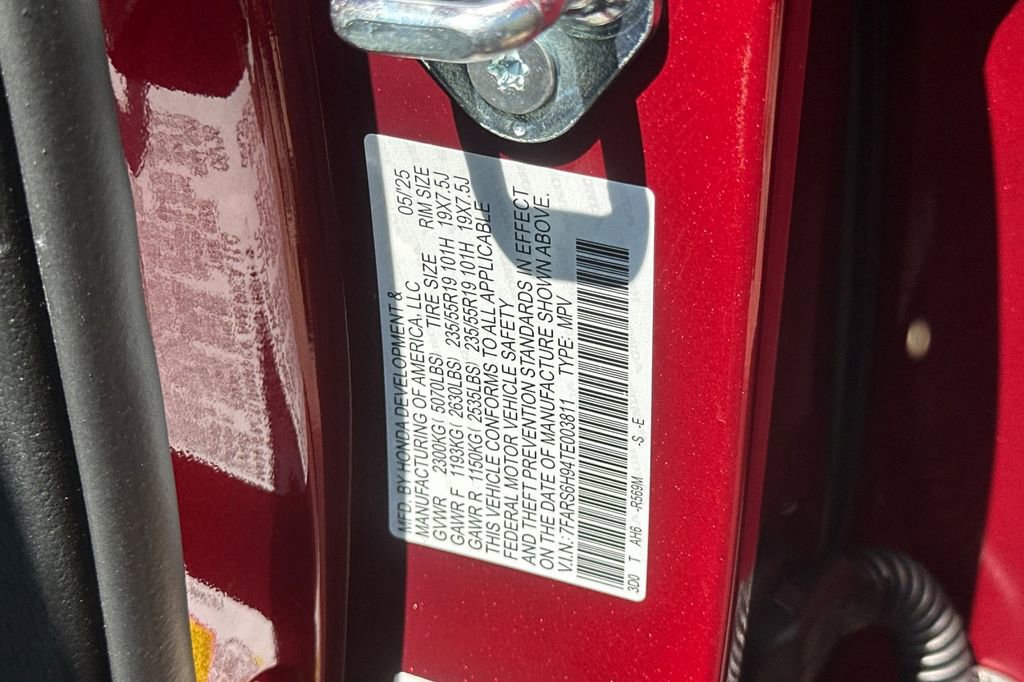 MFD. BY HONDA DEVELOPMENT &
MANUFACTURING OF AMERICA, LLC 05/'25
GVWR 2300KG( 5070LBS) TIRE SIZE RIM SIZE
GAWR F 1193KG( 2630LBS) 235/55R19 101H 19X7.5J
GAWR R 1150KG( 2535LBS) 235/55R19 101H 19X7.5J
THIS VEHICLE CONFORMS TO ALL APPLICABLE
FEDERAL MOTOR VEHICLE SAFETY
AND THEFT PREVENTION STANDARDS IN EFFECT
ON THE DATE OF MANUFACTURE SHOWN ABOVE.
V.I.N.: 7FARS6H94TE003811 TYPE: MPV
3D0 T AH6 -R569M -S -E